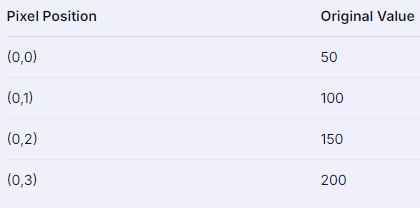 Pixel Position Original Value
(0,0) 50
(0,1) 100
(0,2) 150
(0,3) 200